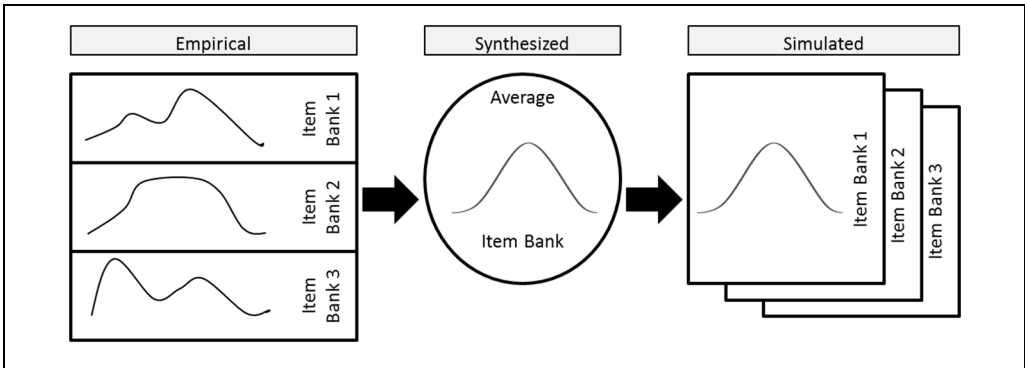 Empirical
Synthesized
Simulated
Item
Bank 1
Item
Bank 2
Item
Bank 3
Average
Item Bank
Item Bank 1
Item Bank 2
Item Bank 3